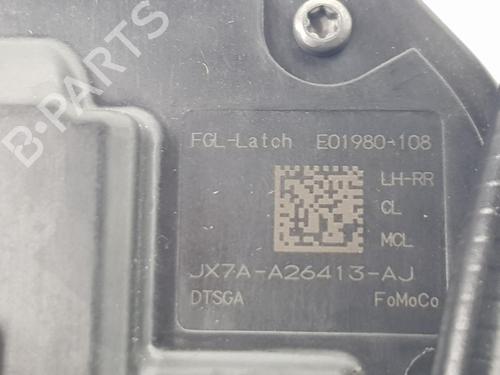 B-PARTS
FGL-Latch E01980-108
LH-RR
CL
MCL
JX7A-A26413-AJ
DTSGA FoMoCo